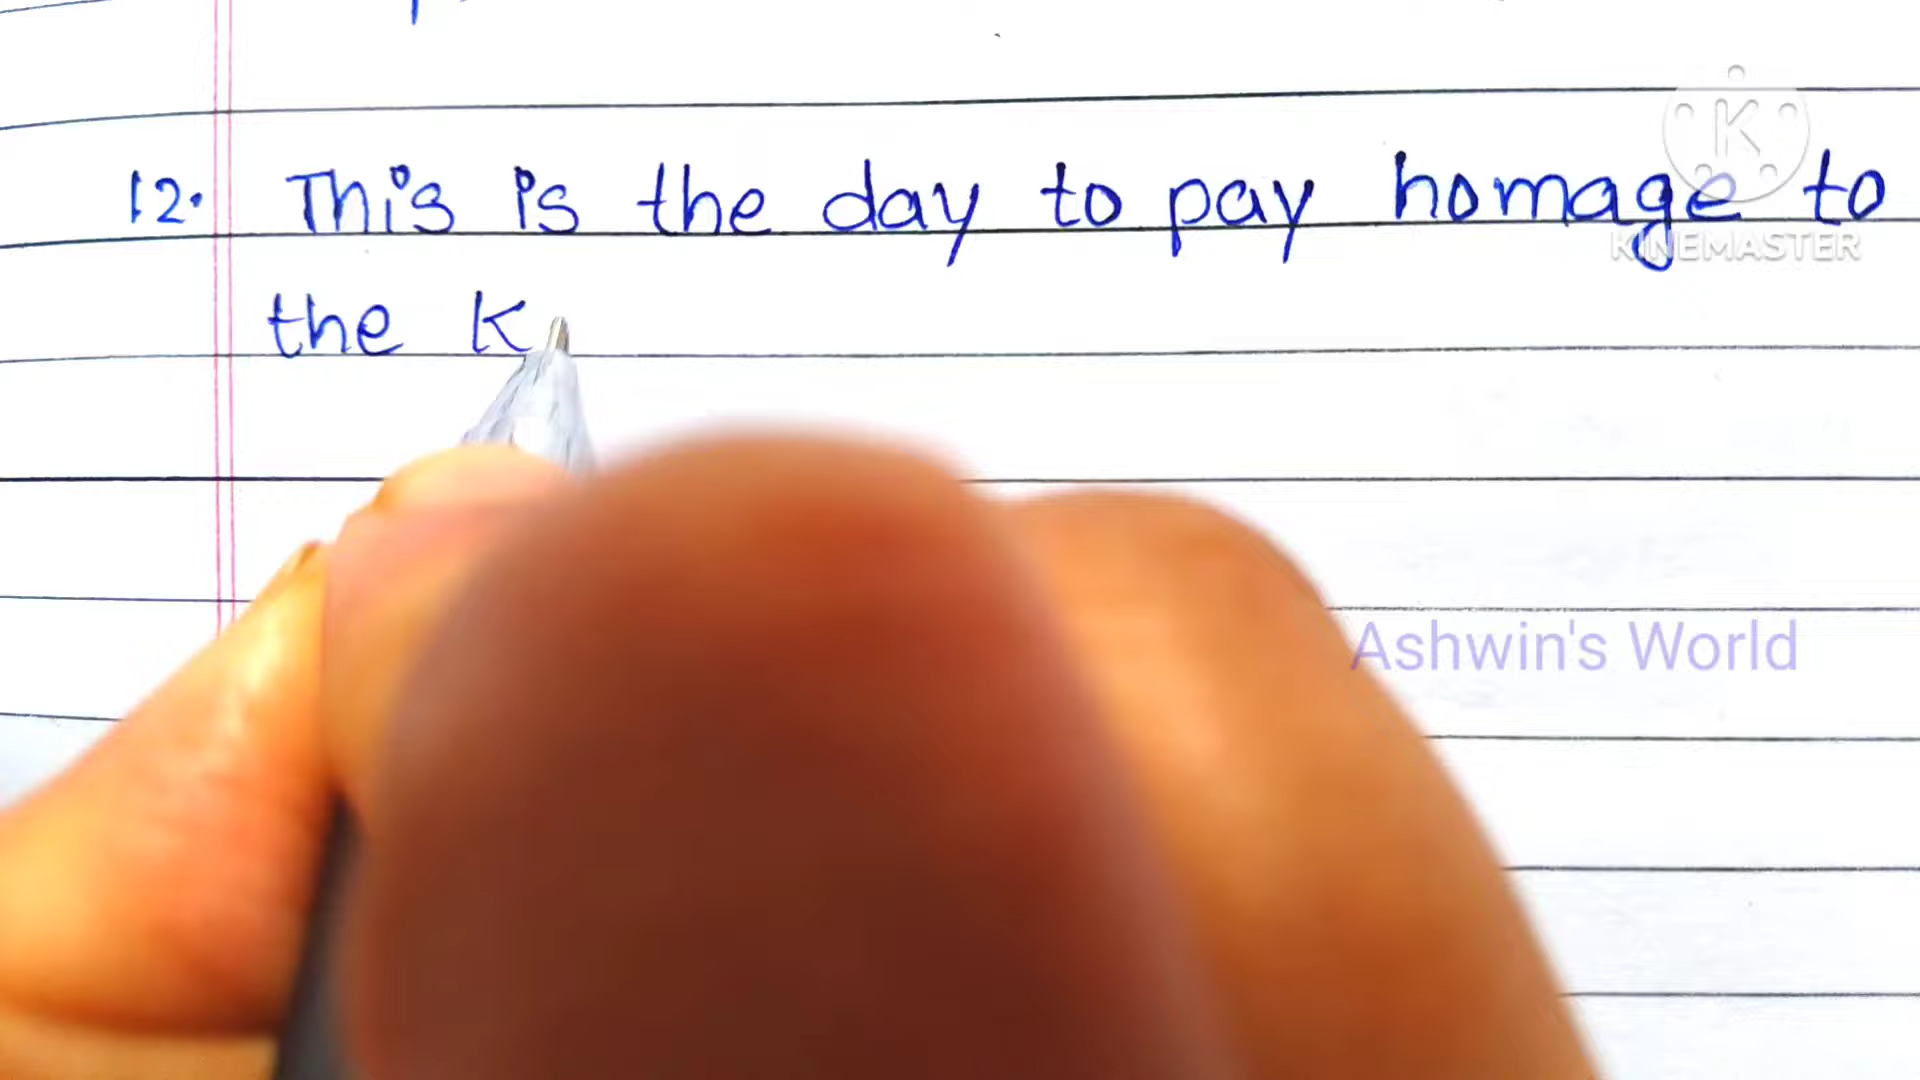 12. This is the day to pay homage to
KINEMASTER
the K
Ashwin's World